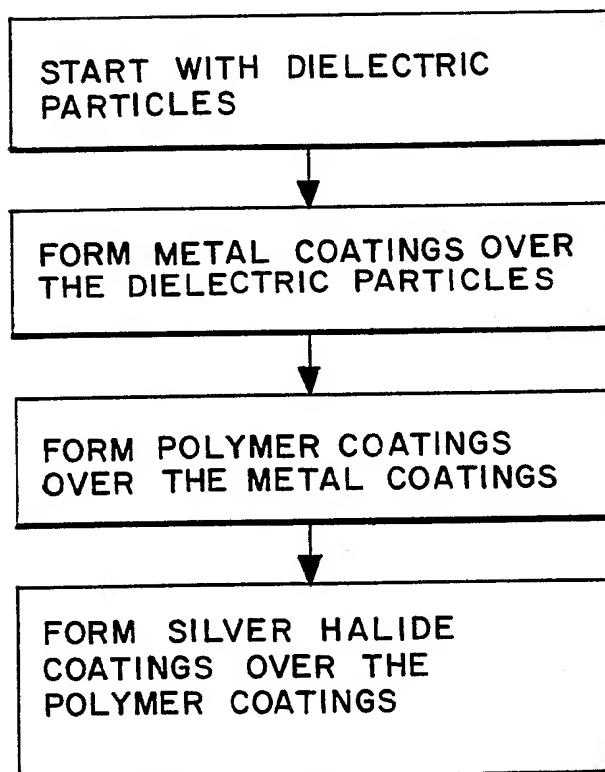 START WITH DIELECTRIC
PARTICLES
FORM METAL COATINGS OVER
THE DIELECTRIC PARTICLES
FORM POLYMER COATINGS
OVER THE METAL COATINGS
FORM SILVER HALIDE
COATINGS OVER THE
POLYMER COATINGS